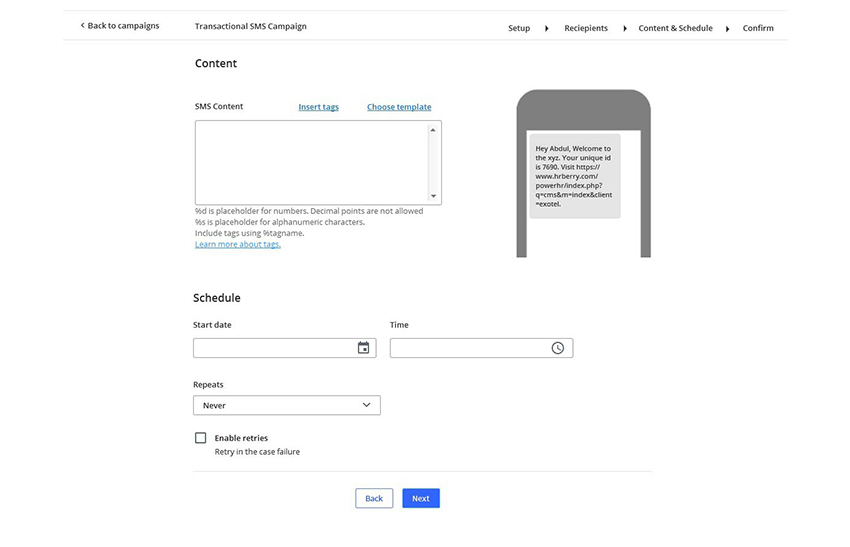 Back to campaigns
Transactional SMS Campaign
Setup
Reciepients
Content & Schedule
Confirm
Content
SMS Content
Insert tags
Choose template
Hey Abdul, Welcome to
the xyz. Your unique id
is 7690. Visit https://
www.hrberry.com/
powerhr/index.php?
q=cms&m=index&client
=exotel.
%d is placeholder for numbers. Decimal points are not allowed
%s is placeholder for alphanumeric characters.
Include tags using %tagname.
Learn more about tags.
Schedule
Start date
Time
Repeats
Never
Enable retries
Retry in the case failure
Back
Next